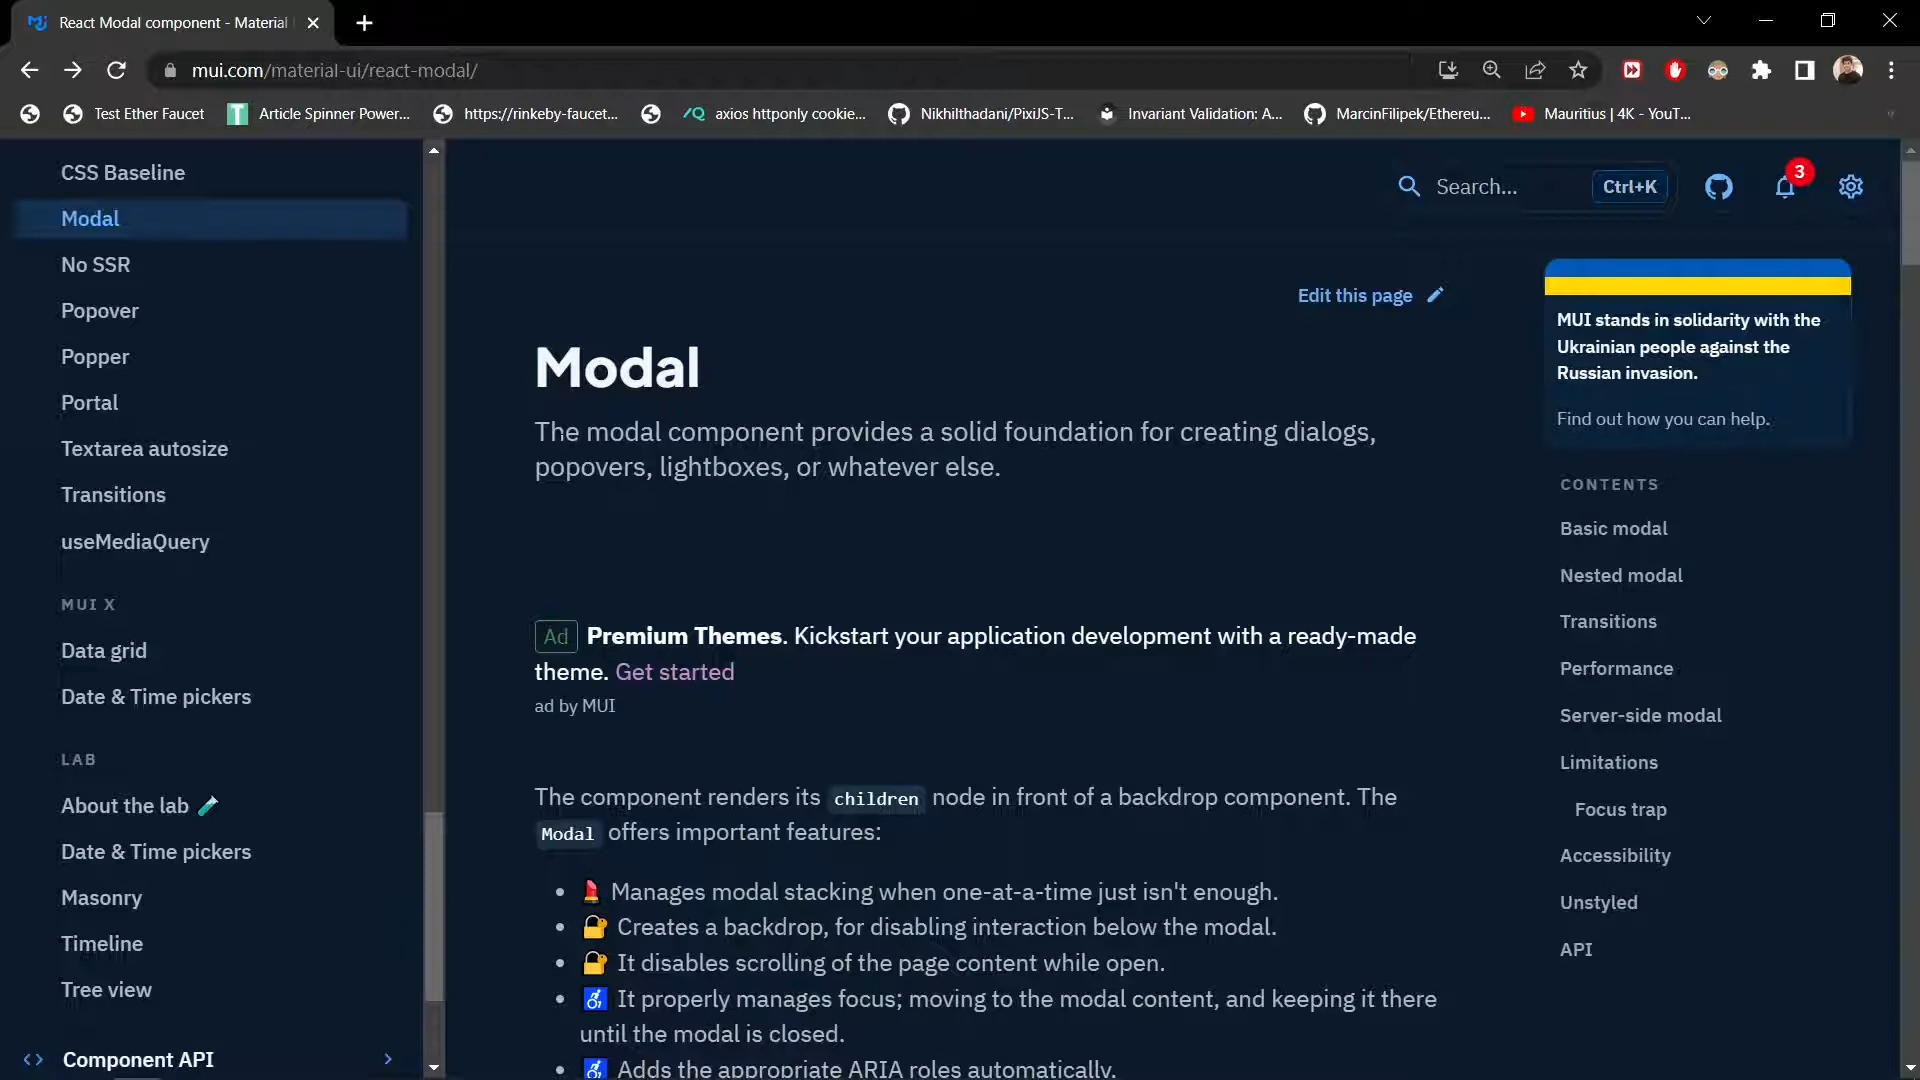 React Modal component - Material
mui.com/material-ui/react-modal/
Test Ether Faucet
Article Spinner Power...
https://rinkeby-faucet...
axios httponly cookie...
Nikhilthadani/PixiJS-T...
Invariant Validation: A...
MarcinFilipek/Ethereu...
Mauritius | 4K - YouT...
CSS Baseline
Modal
No SSR
Popover
Popper
Portal
Textarea autosize
Transitions
useMediaQuery
MUI X
Data grid
Date & Time pickers
LAB
About the lab
Date & Time pickers
Masonry
Timeline
Tree view
Component API
Search...
Ctrl+K
3
Edit this page
Modal
The modal component provides a solid foundation for creating dialogs,
popovers, lightboxes, or whatever else.
Ad Premium Themes. Kickstart your application development with a ready-made
theme. Get started
ad by MUI
The component renders its children node in front of a backdrop component. The
Modal offers important features:
Manages modal stacking when one-at-a-time just isn't enough.
Creates a backdrop, for disabling interaction below the modal.
It disables scrolling of the page content while open.
It properly manages focus; moving to the modal content, and keeping it there
until the modal is closed.
Adds the appropriate ARIA roles automatically.
MUI stands in solidarity with the
Ukrainian people against the
Russian invasion.
Find out how you can help.
CONTENTS
Basic modal
Nested modal
Transitions
Performance
Server-side modal
Limitations
Focus trap
Accessibility
Unstyled
API